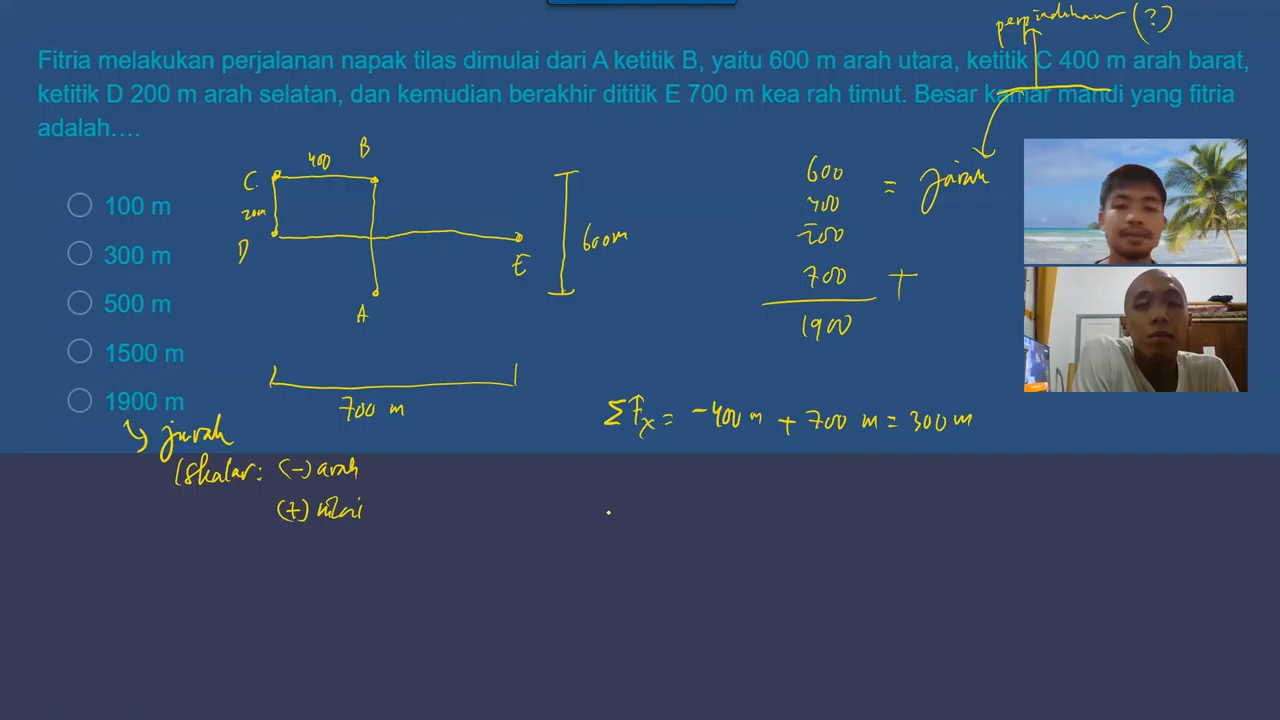 perpindahan (?)
Fitria melakukan perjalanan napak tilas dimulai dari A ketitik B, yaitu 600 m arah utara, ketitik C 400 m arah barat,
ketitik D 200 m arah selatan, dan kemudian berakhir dititik E 700 m kea rah timut. Besar kamar mandi yang fitria
adalah….
100 m
300 m
500 m
1500 m
1900 m
C 400 B
200
D
E
A
600 m
700 m
600 = Jarak
400
200
700 +
1900
ΣFx = -400 m + 700 m = 300 m
↳ jarak
(skalar: (-) arah
(+) nilai